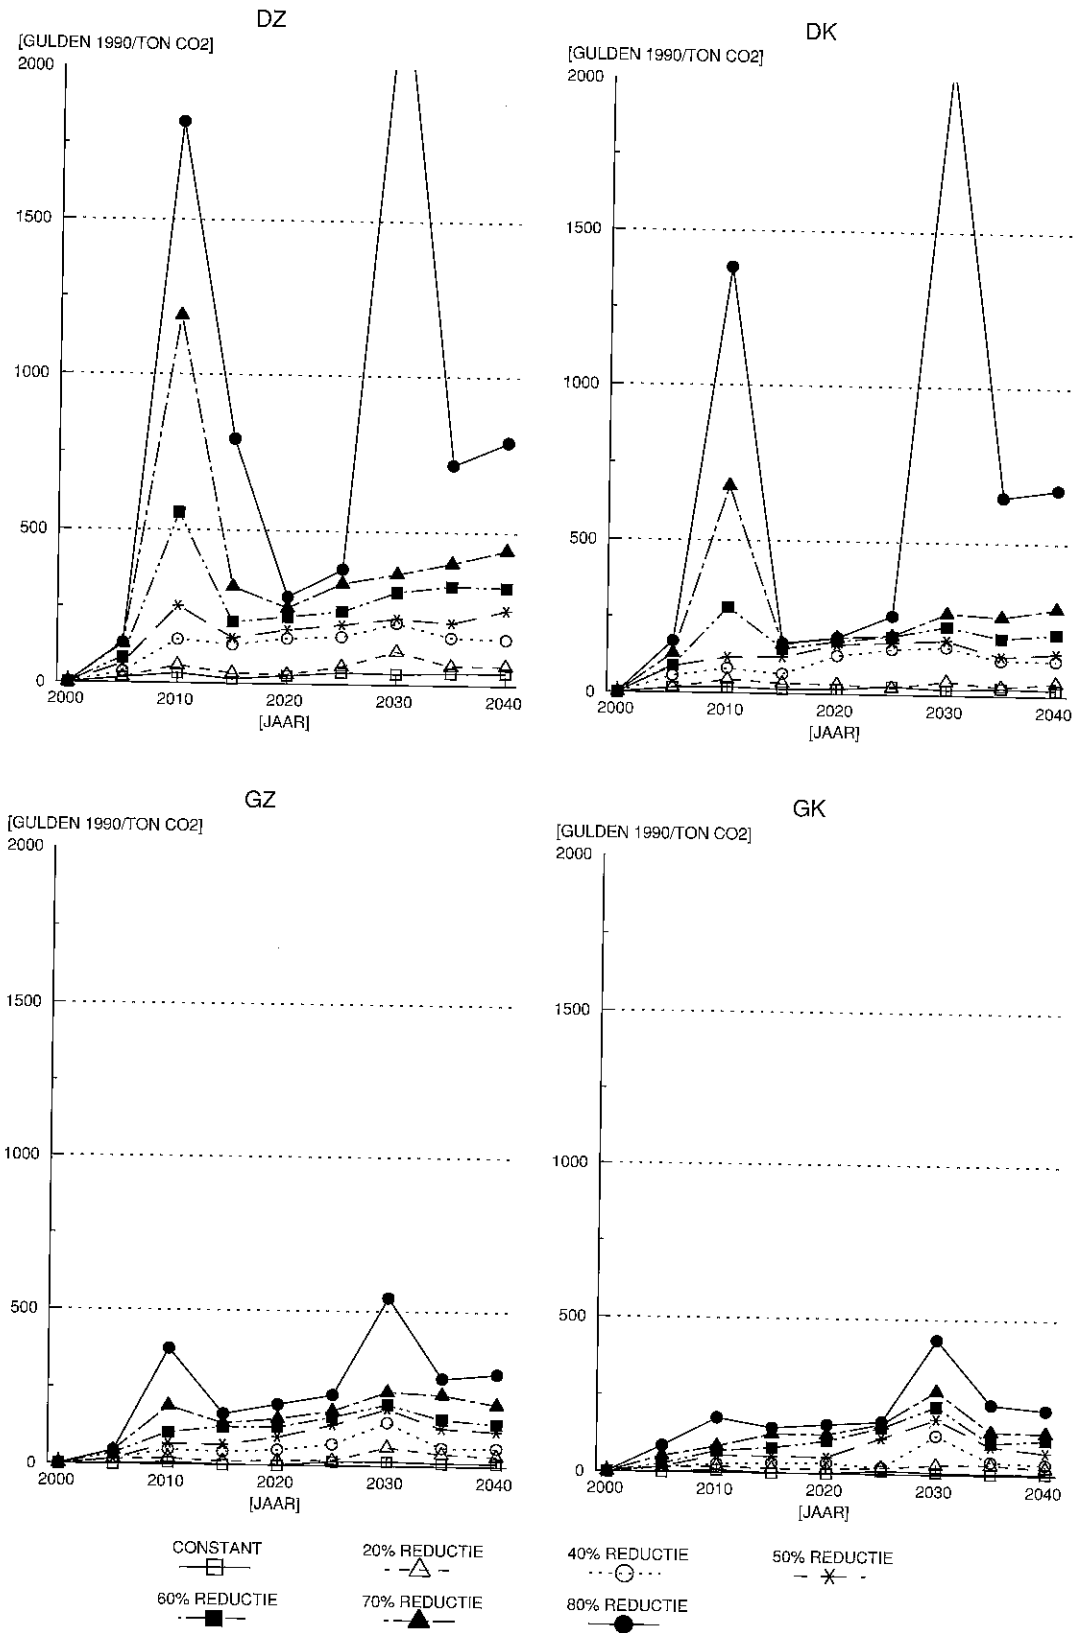 DZ
[GULDEN 1990/TON CO2]
2000
1500
1000
500
0
2000
2010
2020
2030
2040
[JAAR]
DK
[GULDEN 1990/TON CO2]
2000
1500
1000
500
0
2000
2010
2020
2030
2040
[JAAR]
GZ
[GULDEN 1990/TON CO2]
2000
1500
1000
500
0
2000
2010
2020
2030
2040
[JAAR]
GK
[GULDEN 1990/TON CO2]
2000
1500
1000
500
0
2000
2010
2020
2030
2040
[JAAR]
CONSTANT
20% REDUCTIE
40% REDUCTIE
50% REDUCTIE
60% REDUCTIE
70% REDUCTIE
80% REDUCTIE